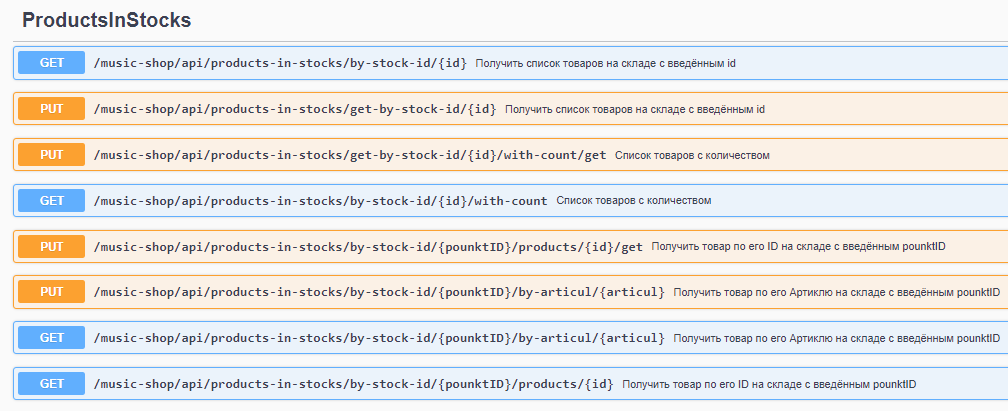 ProductsInStocks
GET /music-shop/api/products-in-stocks/by-stock-id/{id} Получить список товаров на складе с введённым id
PUT /music-shop/api/products-in-stocks/get-by-stock-id/{id} Получить список товаров на складе с введённым id
PUT /music-shop/api/products-in-stocks/get-by-stock-id/{id}/with-count/get Список товаров с количеством
GET /music-shop/api/products-in-stocks/by-stock-id/{id}/with-count Список товаров с количеством
PUT /music-shop/api/products-in-stocks/by-stock-id/{pounktID}/products/{id}/get Получить товар по его ID на складе с введённым pounktID
PUT /music-shop/api/products-in-stocks/by-stock-id/{pounktID}/by-articul/{articul} Получить товар по его Артиклю на складе с введённым pounktID
GET /music-shop/api/products-in-stocks/by-stock-id/{pounktID}/by-articul/{articul} Получить товар по его Артиклю на складе с введённым pounktID
GET /music-shop/api/products-in-stocks/by-stock-id/{pounktID}/products/{id} Получить товар по его ID на складе с введённым pounktID